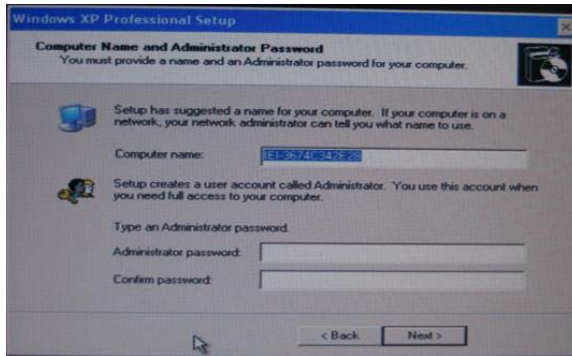 Windows XP Professional Setup
Computer Name and Administrator Password
You must provide a name and an Administrator password for your computer.
Setup has suggested a name for your computer. If your computer is on a
network, your network administrator can tell you what name to use.
Computer name:
IEI-3674C342E28
Setup creates a user account called Administrator. You use this account when
you need full access to your computer.
Type an Administrator password.
Administrator password:
Confirm password:
< Back
Next >